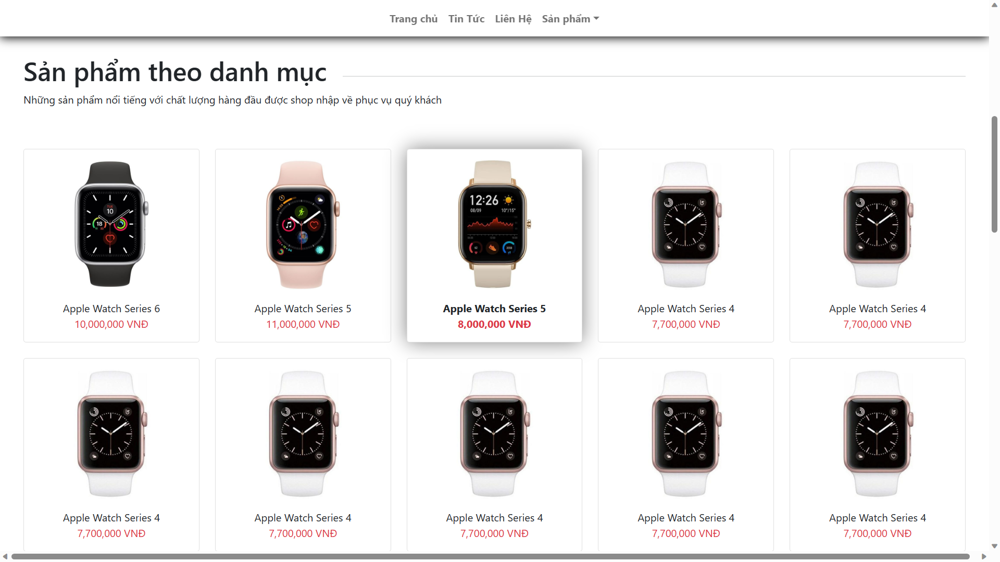 Trang chủ Tin Tức Liên Hệ Sản phẩm
Sản phẩm theo danh mục
Những sản phẩm nổi tiếng với chất lượng hàng đầu được shop nhập về phục vụ quý khách
TUE
10
18
12:26
08/09
10°/15°
Apple Watch Series 6
10,000,000 VNĐ
Apple Watch Series 5
11,000,000 VNĐ
Apple Watch Series 5
8,000,000 VNĐ
Apple Watch Series 4
7,700,000 VNĐ
Apple Watch Series 4
7,700,000 VNĐ
Apple Watch Series 4
7,700,000 VNĐ
Apple Watch Series 4
7,700,000 VNĐ
Apple Watch Series 4
7,700,000 VNĐ
Apple Watch Series 4
7,700,000 VNĐ
Apple Watch Series 4
7,700,000 VNĐ